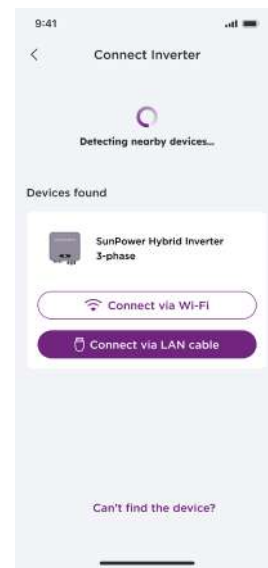 9:41
Connect Inverter
Detecting nearby devices...
Devices found
SunPower Hybrid Inverter
3-phase
Connect via Wi-Fi
Connect via LAN cable
Can't find the device?